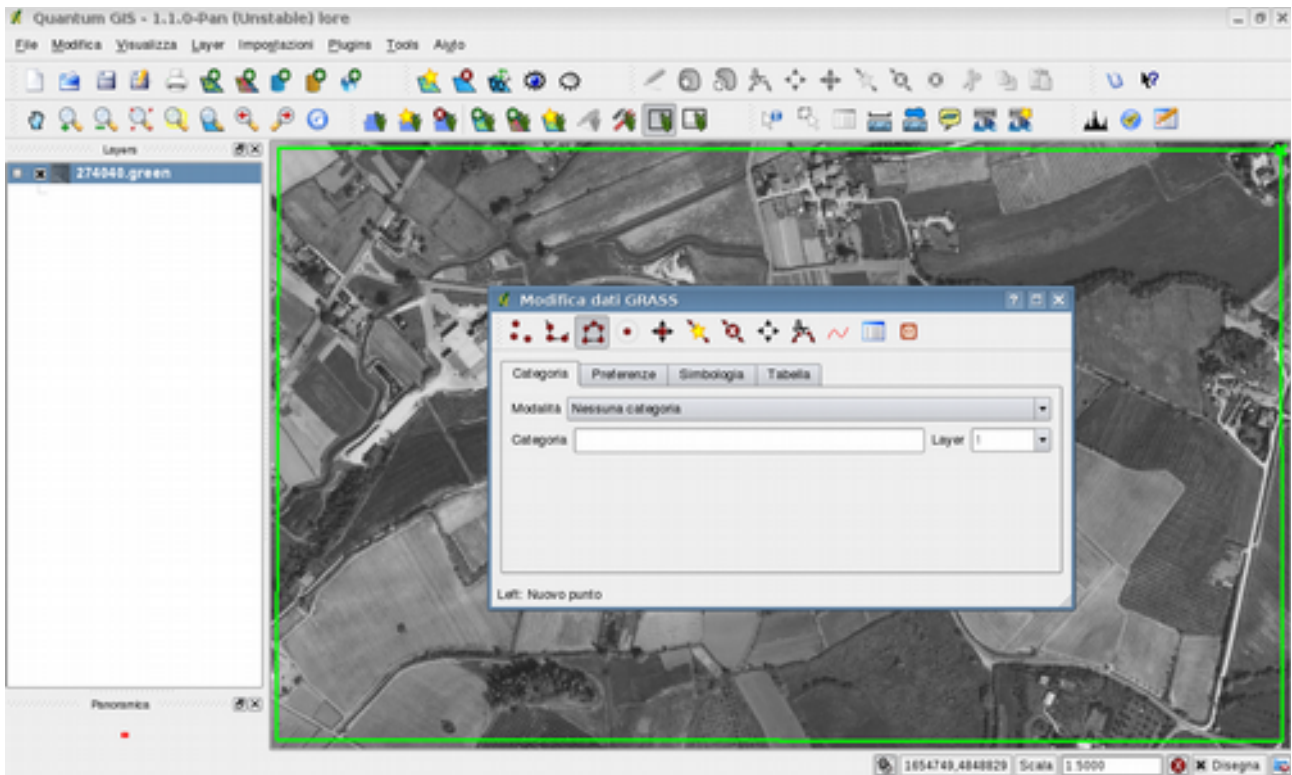 Quantum GIS - 1.1.0-Pan (Unstable) lore
File Modifica Visualizza Layer Impostazioni Plugins Tools Aiuto
Layers
274040.green
Modifica dati GRASS
Categoria Preferenze Simbologia Tabella
Modalità Nessuna categoria
Categoria Layer 1
Left: Nuovo punto
Panoramica
1654749,4848829 Scala 1:5000 Disegna